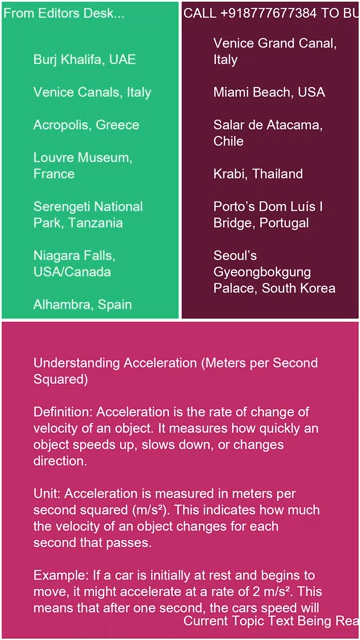 From Editors Desk...
Burj Khalifa, UAE
Venice Canals, Italy
Acropolis, Greece
Louvre Museum,
France
Serengeti National
Park, Tanzania
Niagara Falls,
USA/Canada
Alhambra, Spain
CALL +918777677384 TO BU
Venice Grand Canal,
Italy
Miami Beach, USA
Salar de Atacama,
Chile
Krabi, Thailand
Porto's Dom Luís I
Bridge, Portugal
Seoul's
Gyeongbokgung
Palace, South Korea
Understanding Acceleration (Meters per Second
Squared)
Definition: Acceleration is the rate of change of
velocity of an object. It measures how quickly an
object speeds up, slows down, or changes
direction.
Unit: Acceleration is measured in meters per
second squared (m/s²). This indicates how much
the velocity of an object changes for each
second that passes.
Example: If a car is initially at rest and begins to
move, it might accelerate at a rate of 2 m/s². This
means that after one second, the cars speed will
Current Topic Text Being Rea